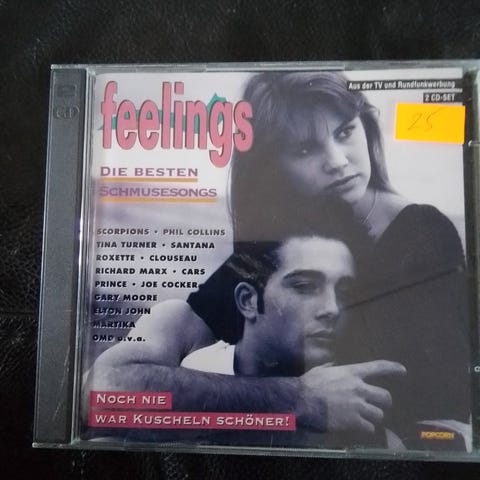 feelings
Aus der TV und Rundfunkwerbung
2 CD-SET
25
DIE BESTEN
SCHMUSESONGS
SCORPIONS • PHIL COLLINS
TINA TURNER • SANTANA
ROXETTE • CLOUSEAU
RICHARD MARX • CARS
PRINCE • JOE COCKER
GARY MOORE
ELTON JOHN
MARTIKA
OMD u.v.a.
NOCH NIE
WAR KUSCHELN SCHÖNER!
POPCORN